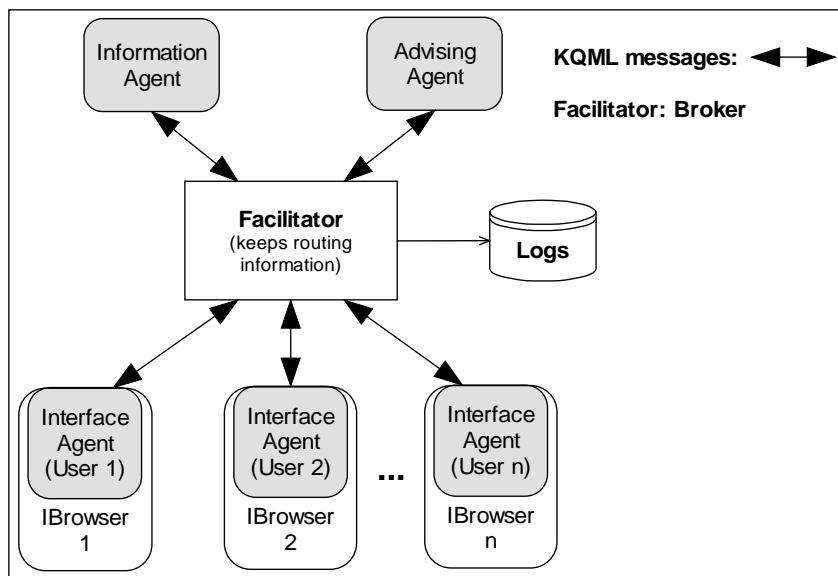 Information
Agent
Advising
Agent
KQML messages:
Facilitator: Broker
Facilitator
(keeps routing
information)
Logs
Interface
Agent
(User 1)
IBrowser
1
Interface
Agent
(User 2)
IBrowser
2
...
Interface
Agent
(User n)
IBrowser
n